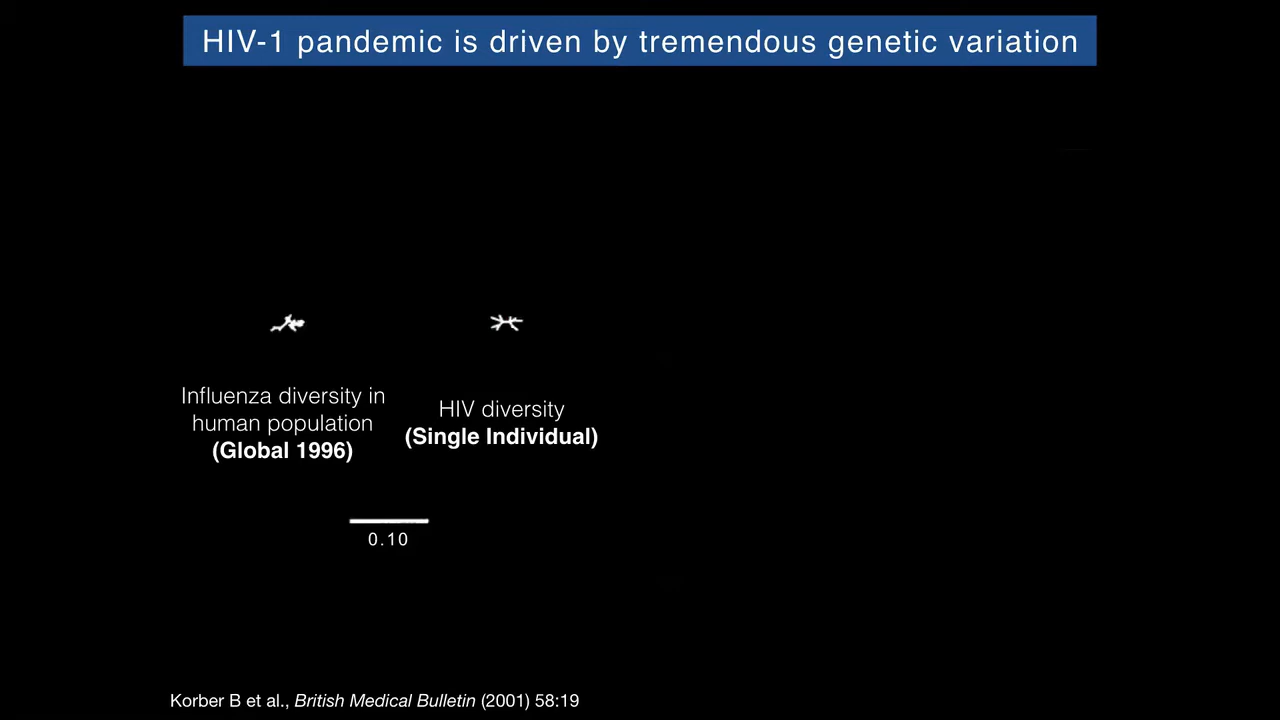 HIV-1 pandemic is driven by tremendous genetic variation
Influenza diversity in
human population
(Global 1996)
HIV diversity
(Single Individual)
0.10
Korber B et al., British Medical Bulletin (2001) 58:19